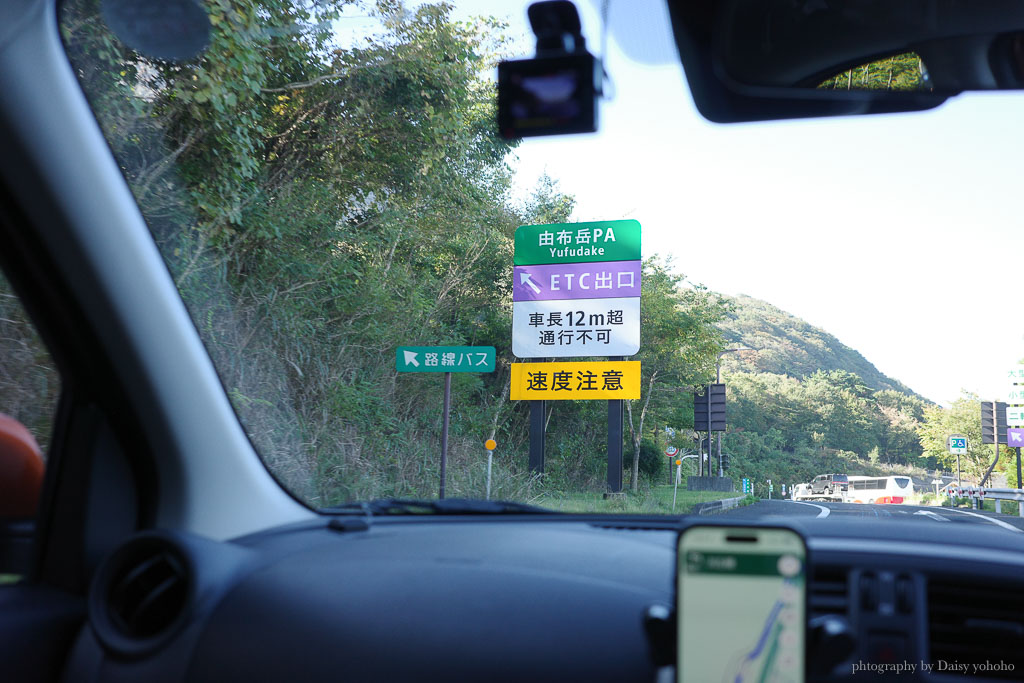 由布岳PA
Yufudake
ETC出口
車長12m超
通行不可
路線バス
速度注意
P
photography by Daisy yohoho